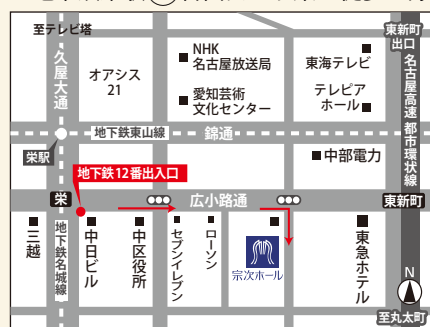 至テレビ塔
久屋大通
オアシス
21
NHK
名古屋放送局
愛知芸術
文化センター
東海テレビ
テレピア
ホール
東新町
出口
名古屋高速 都市環状線
地下鉄東山線
錦通
栄駅
中部電力
地下鉄12番出入口
栄
広小路通
東新町
三越
地下鉄名城線
中日ビル
中区役所
セブンイレブン
ローソン
宗次ホール
東急ホテル
N
至丸太町